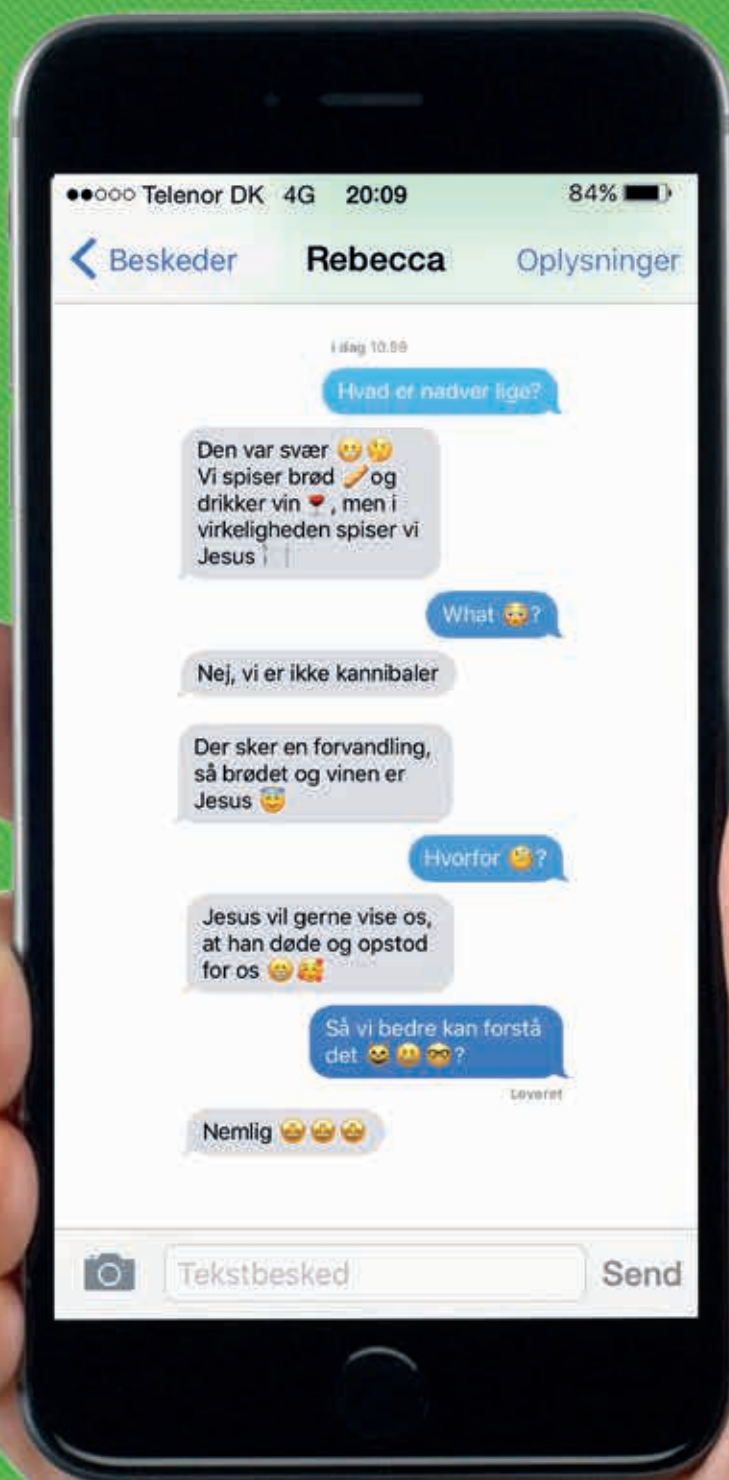 Telenor DK 4G 20:09 84%
Beskeder Rebecca Oplysninger
i dag 10.59
Hvad er nadver lige?
Den var svær 😬🤔
Vi spiser brød 🥖 og
drikker vin 🍷, men i
virkeligheden spiser vi
Jesus 🍽
What 😳?
Nej, vi er ikke kannibaler
Der sker en forvandling,
så brødet og vinen er
Jesus 😇
Hvorfor 🧐?
Jesus vil gerne vise os,
at han døde og opstod
for os 😁🥰
Så vi bedre kan forstå
det 😆😀🤓?
Leveret
Nemlig 🤩🤩🤩
Tekstbesked Send